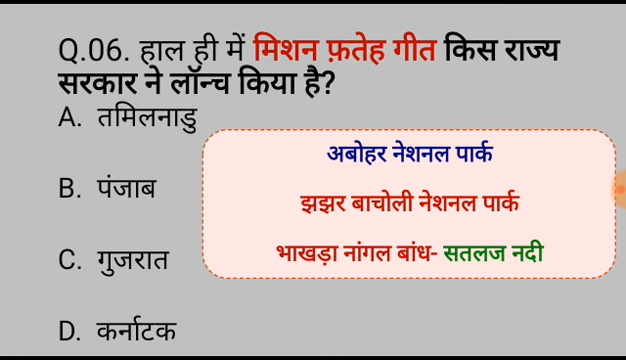 Q.06. हाल ही में मिशन फ़तेह गीत किस राज्य
सरकार ने लॉन्च किया है?
A. तमिलनाडु
अबोहर नेशनल पार्क
B. पंजाब
झझर बाचोली नेशनल पार्क
C. गुजरात
भाखड़ा नांगल बांध- सतलज नदी
D. कर्नाटक